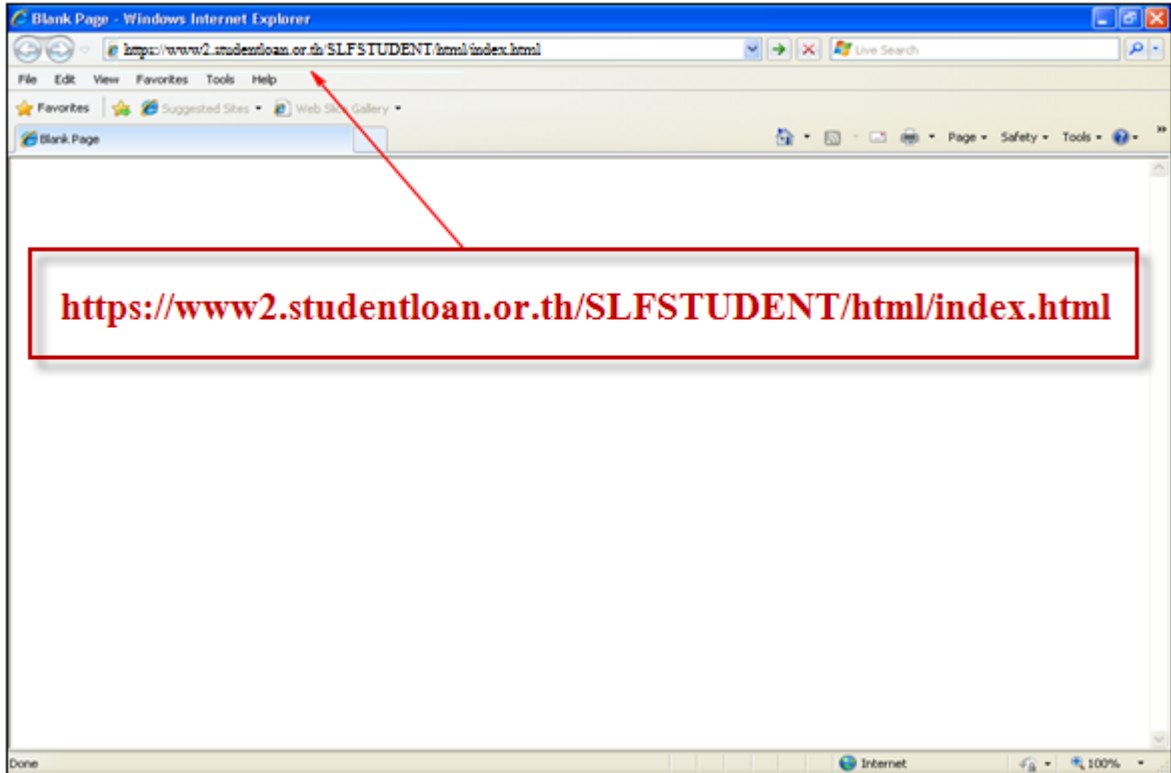 Blank Page - Windows Internet Explorer
https://www2.studentloan.or.th/SLFSTUDENT/html/index.html
Live Search
File Edit View Favorites Tools Help
Favorites Suggested Sites Web Slice Gallery
Blank Page
Page Safety Tools
https://www2.studentloan.or.th/SLFSTUDENT/html/index.html
Done
Internet
100%